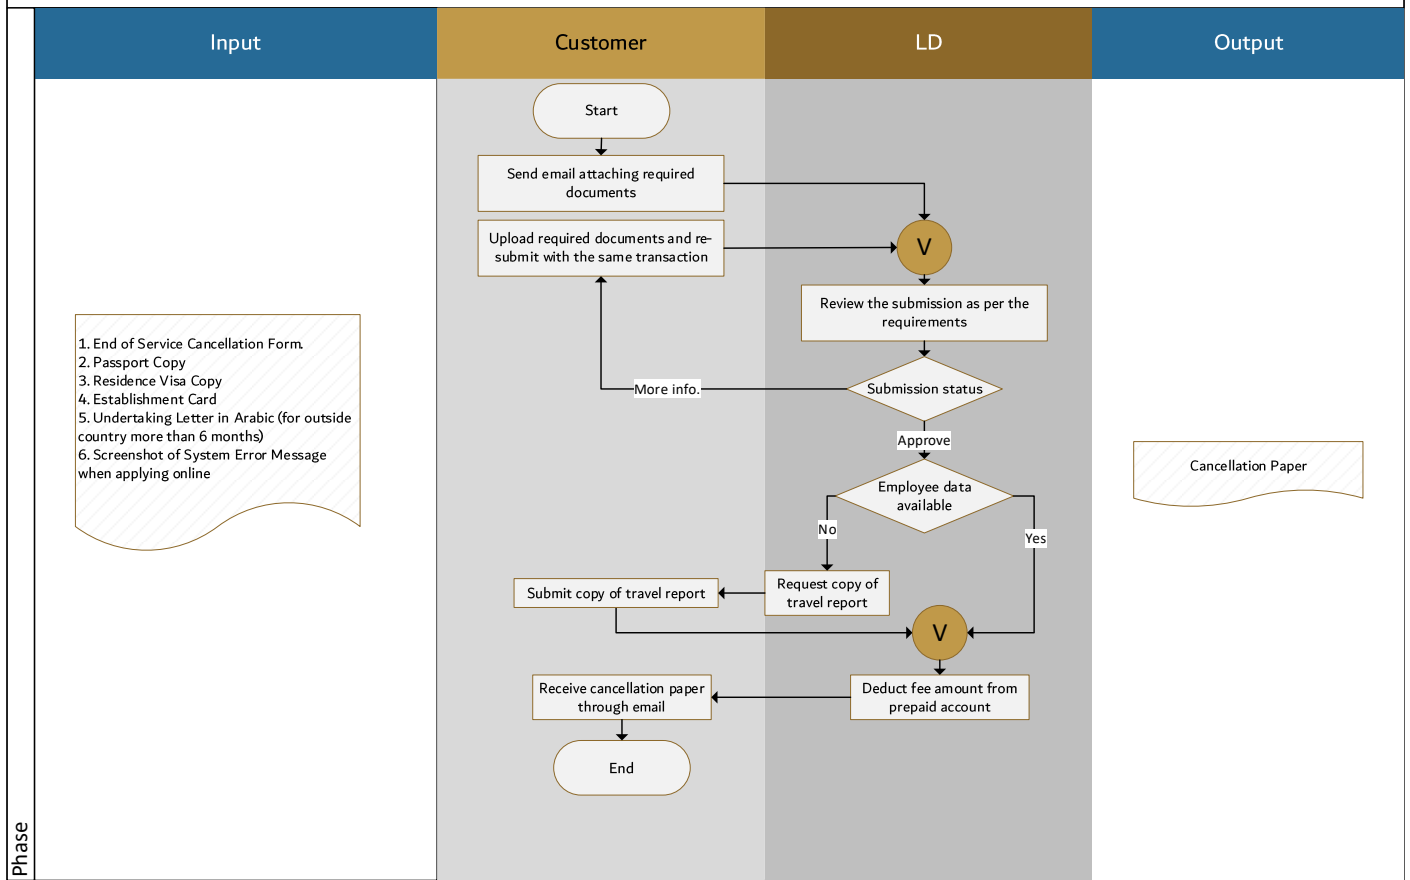 Input
Customer
LD
Output
Start
Send email attaching required
documents
Upload required documents and re-
submit with the same transaction
V
Review the submission as per the
requirements
1. End of Service Cancellation Form.
2. Passport Copy
3. Residence Visa Copy
4. Establishment Card
5. Undertaking Letter in Arabic (for outside
country more than 6 months)
6. Screenshot of System Error Message
when applying online
More info.
Submission status
Approve
Cancellation Paper
Employee data
available
No
Yes
Submit copy of travel report
Request copy of
travel report
V
Receive cancellation paper
through email
Deduct fee amount from
prepaid account
End
Phase